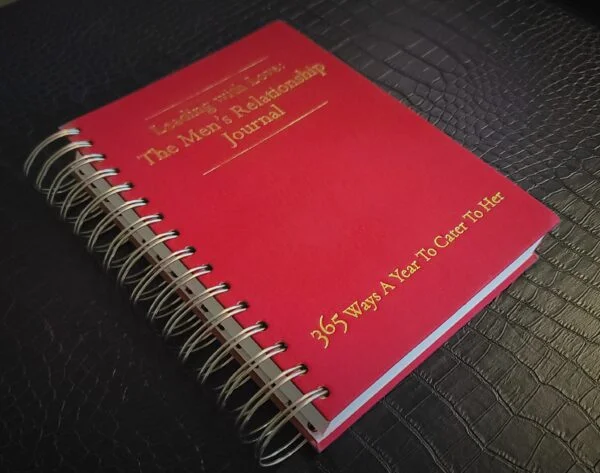 Leading with Love:
The Men's Relationship
Journal
365 Ways A Year To Cater To Her